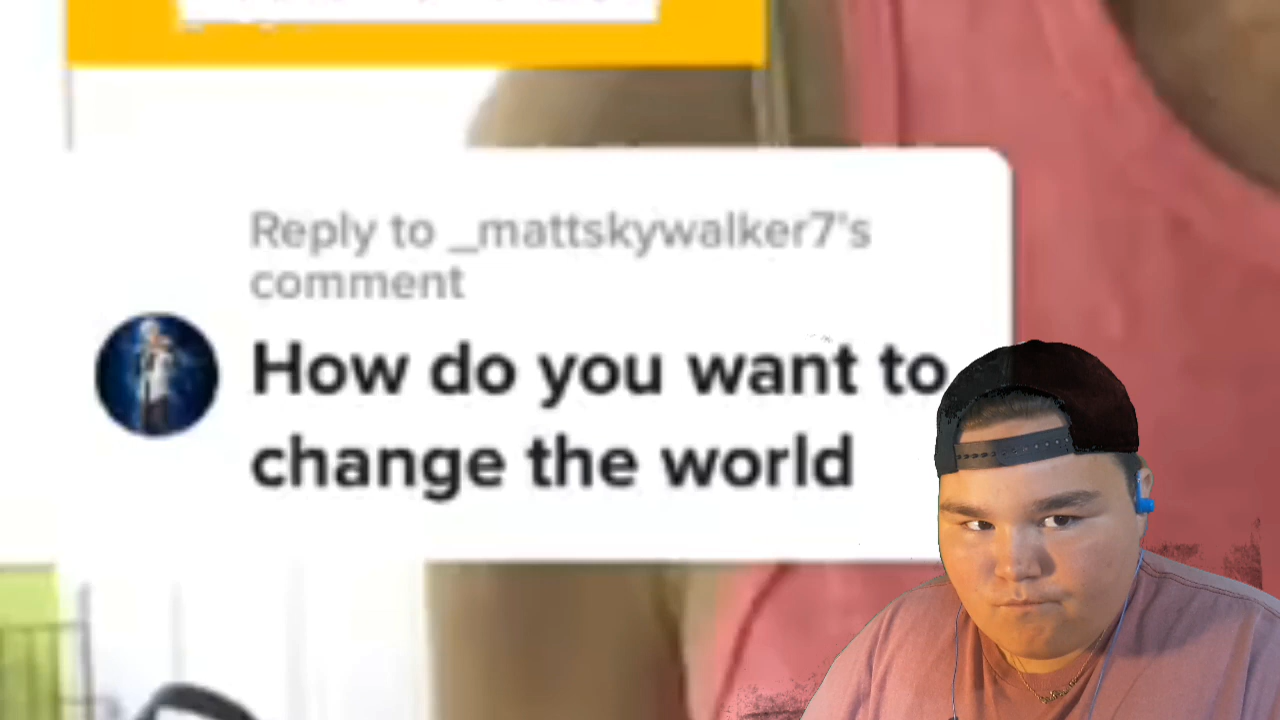 Reply to _mattskywalker7's
comment
How do you want to
change the world